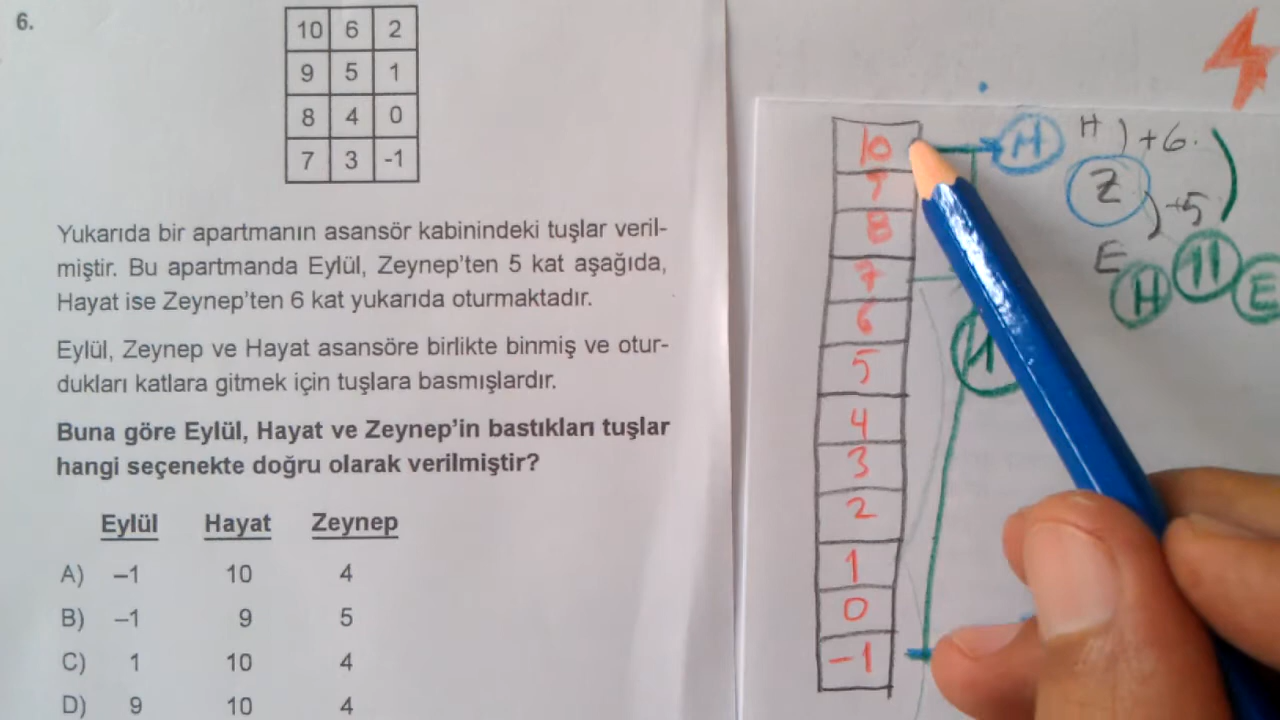 6.
10 6 2
9 5 1
8 4 0
7 3 -1
Yukarıda bir apartmanın asansör kabinindeki tuşlar veril-
miştir. Bu apartmanda Eylül, Zeynep'ten 5 kat aşağıda,
Hayat ise Zeynep'ten 6 kat yukarıda oturmaktadır.
Eylül, Zeynep ve Hayat asansöre birlikte binmiş ve otur-
dukları katlara gitmek için tuşlara basmışlardır.
Buna göre Eylül, Hayat ve Zeynep'in bastıkları tuşlar
hangi seçenekte doğru olarak verilmiştir?
Eylül Hayat Zeynep
A) –1 10 4
B) –1 9 5
C) 1 10 4
D) 9 10 4
10
8
7
6
5
4
3
2
1
0
-1
H
H +6.
Z +5
E
H 11 E